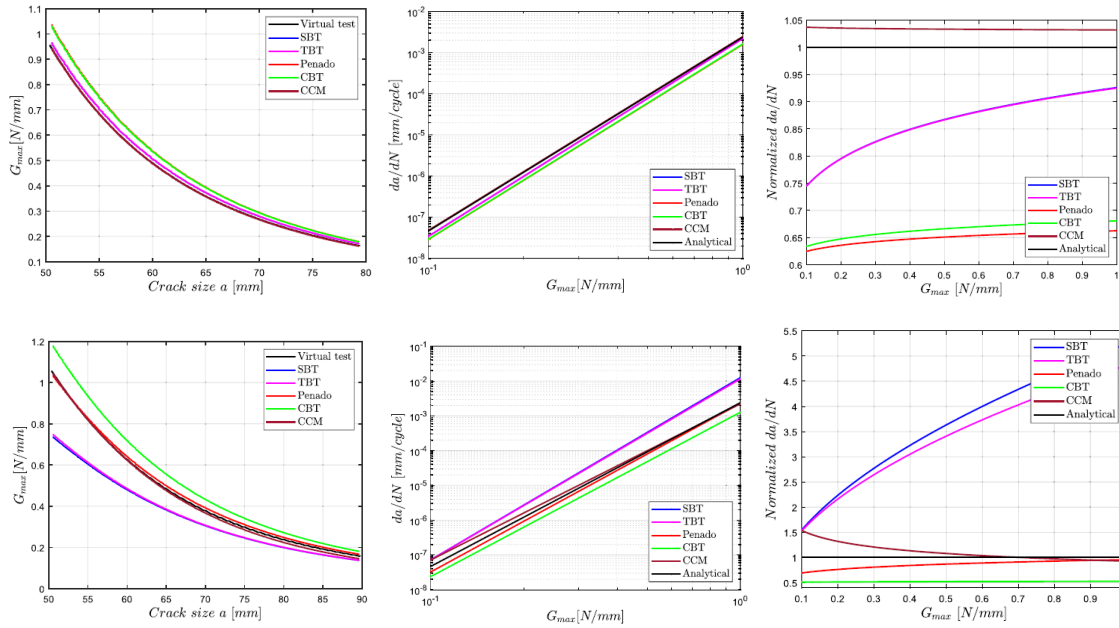 1.1
1
0.9
0.8
0.7
0.6
0.5
0.4
0.3
0.2
0.1
G_max[N/mm]
50 55 60 65 70 75 80
Crack size a [mm]
Virtual test
SBT
TBT
Penado
CBT
CCM
10^-2
10^-3
10^-4
10^-5
10^-6
10^-7
10^-8
da/dN [mm/cycle]
10^-1 10^0
G_max[N/mm]
SBT
TBT
Penado
CBT
CCM
Analytical
1.05
1
0.95
0.9
0.85
0.8
0.75
0.7
0.65
0.6
Normalized da/dN
0.1 0.2 0.3 0.4 0.5 0.6 0.7 0.8 0.9 1
G_max [N/mm]
SBT
TBT
Penado
CBT
CCM
Analytical
1.2
1
0.8
0.6
0.4
0.2
0
G_max[N/mm]
50 55 60 65 70 75 80 85 90
Crack size a [mm]
Virtual test
SBT
TBT
Penado
CBT
CCM
10^-1
10^-2
10^-3
10^-4
10^-5
10^-6
10^-7
10^-8
da/dN [mm/cycle]
10^-1 10^0
G_max[N/mm]
SBT
TBT
Penado
CBT
CCM
Analytical
5.5
5
4.5
4
3.5
3
2.5
2
1.5
1
0.5
Normalized da/dN
0.1 0.2 0.3 0.4 0.5 0.6 0.7 0.8 0.9
G_max [N/mm]
SBT
TBT
Penado
CBT
CCM
Analytical